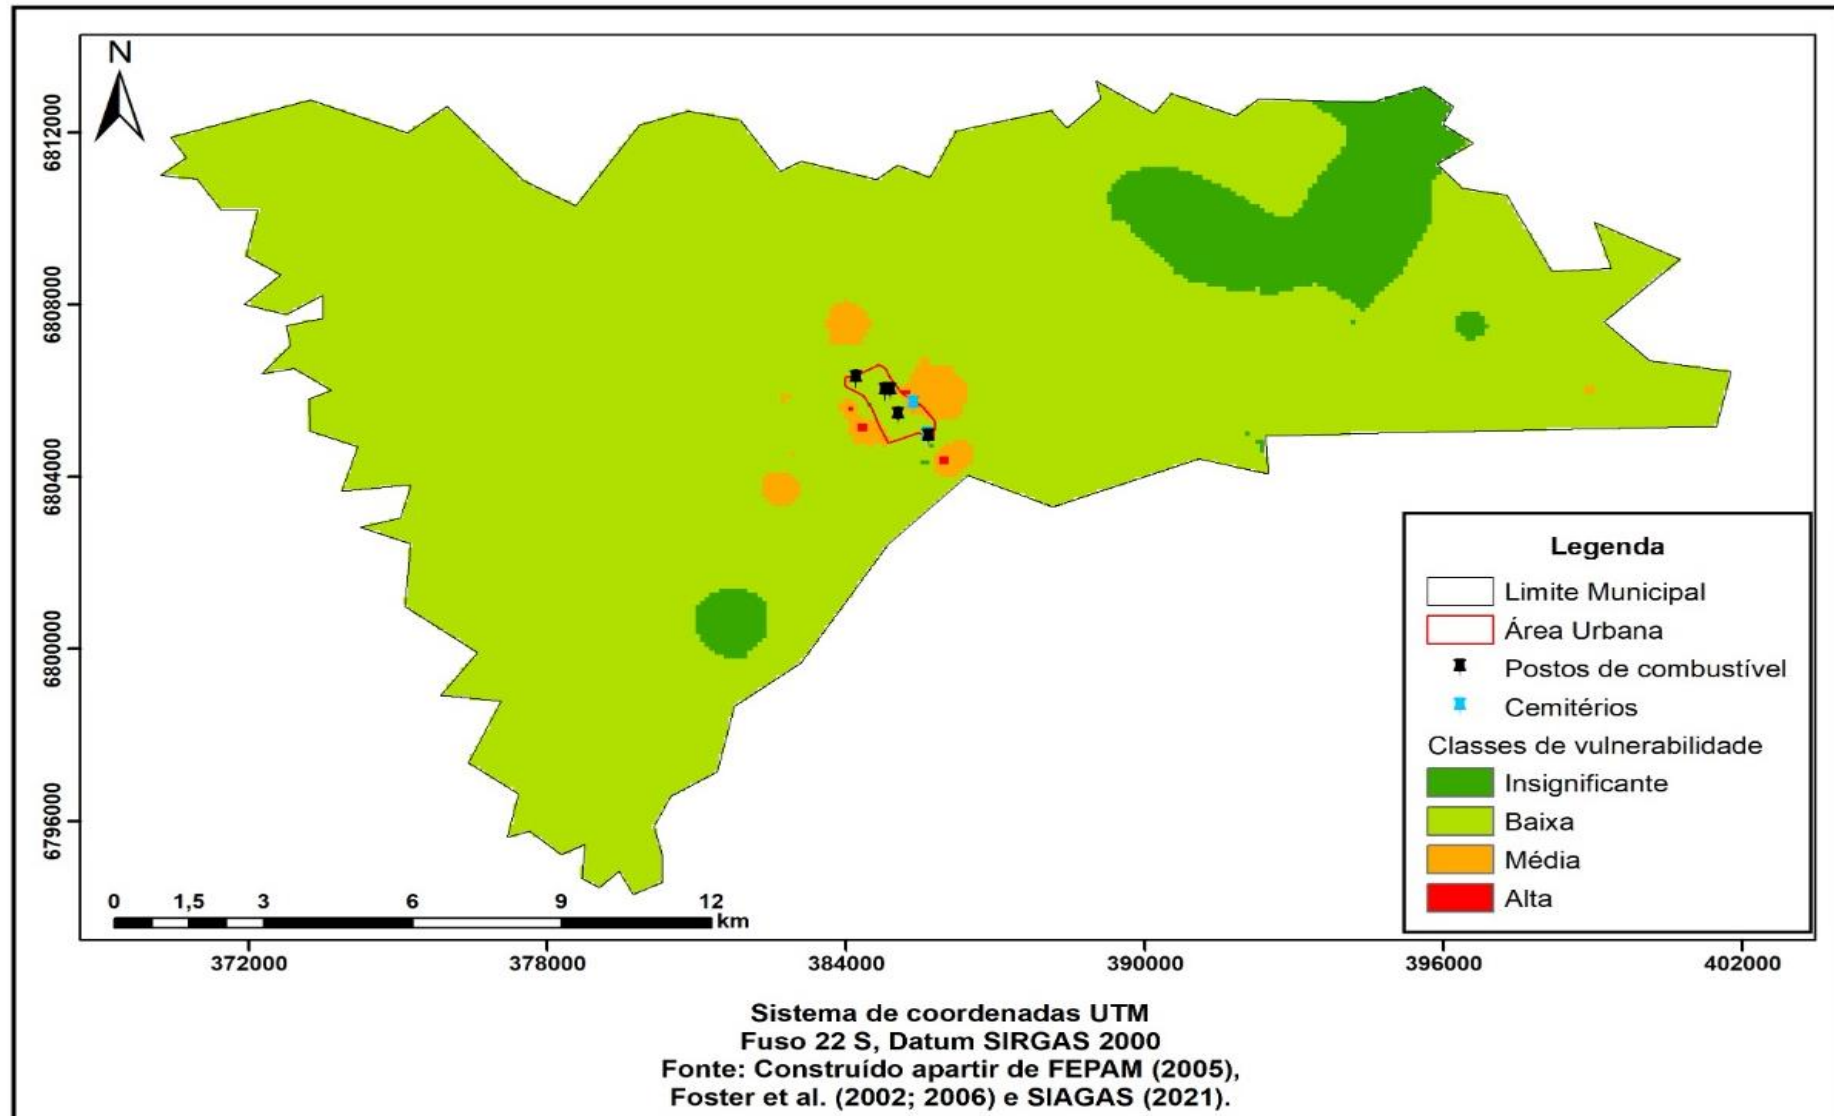 N
6812000
6808000
6804000
6800000
6796000
0 1,5 3 6 9 12
km
372000 378000 384000 390000 396000 402000
Legenda
Limite Municipal
Área Urbana
Postos de combustível
Cemitérios
Classes de vulnerabilidade
Insignificante
Baixa
Média
Alta
Sistema de coordenadas UTM
Fuso 22 S, Datum SIRGAS 2000
Fonte: Construído apartir de FEPAM (2005),
Foster et al. (2002; 2006) e SIAGAS (2021).